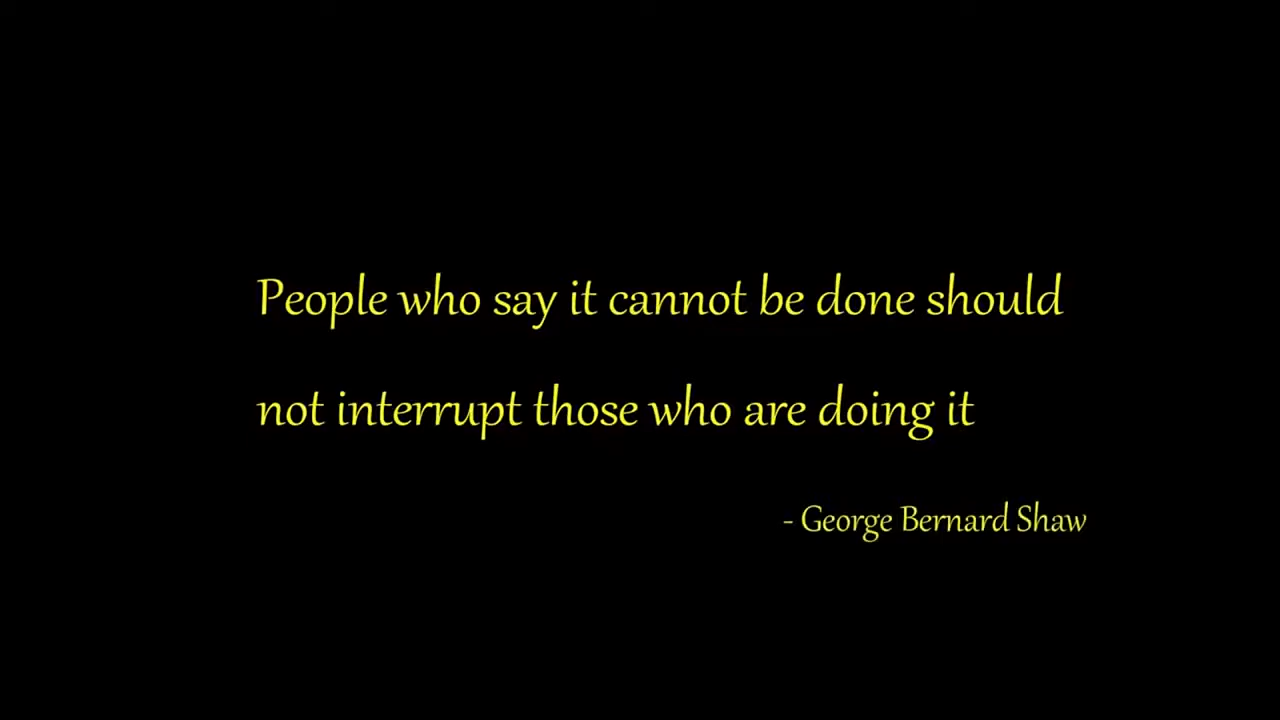 People who say it cannot be done should
not interrupt those who are doing it
- George Bernard Shaw